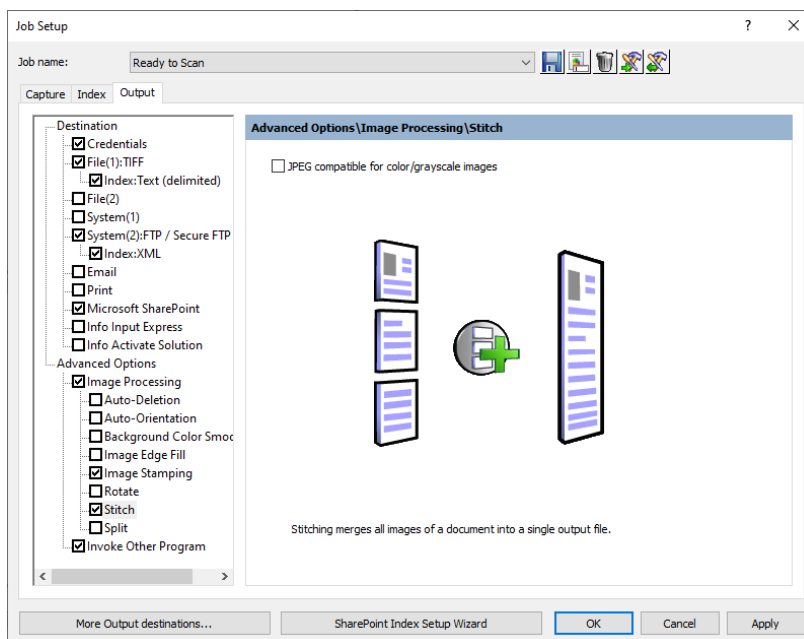 Job Setup
? 
Job name:
Ready to Scan
Capture Index Output
Destination
Credentials
File(1):TIFF
Index:Text (delimited)
File(2)
System(1)
System(2):FTP / Secure FTP
Index:XML
Email
Print
Microsoft SharePoint
Info Input Express
Info Activate Solution
Advanced Options
Image Processing
Auto-Deletion
Auto-Orientation
Background Color Smoo
Image Edge Fill
Image Stamping
Rotate
Stitch
Split
Invoke Other Program
Advanced Options\Image Processing\Stitch
JPEG compatible for color/grayscale images
Stitching merges all images of a document into a single output file.
More Output destinations... SharePoint Index Setup Wizard OK Cancel Apply